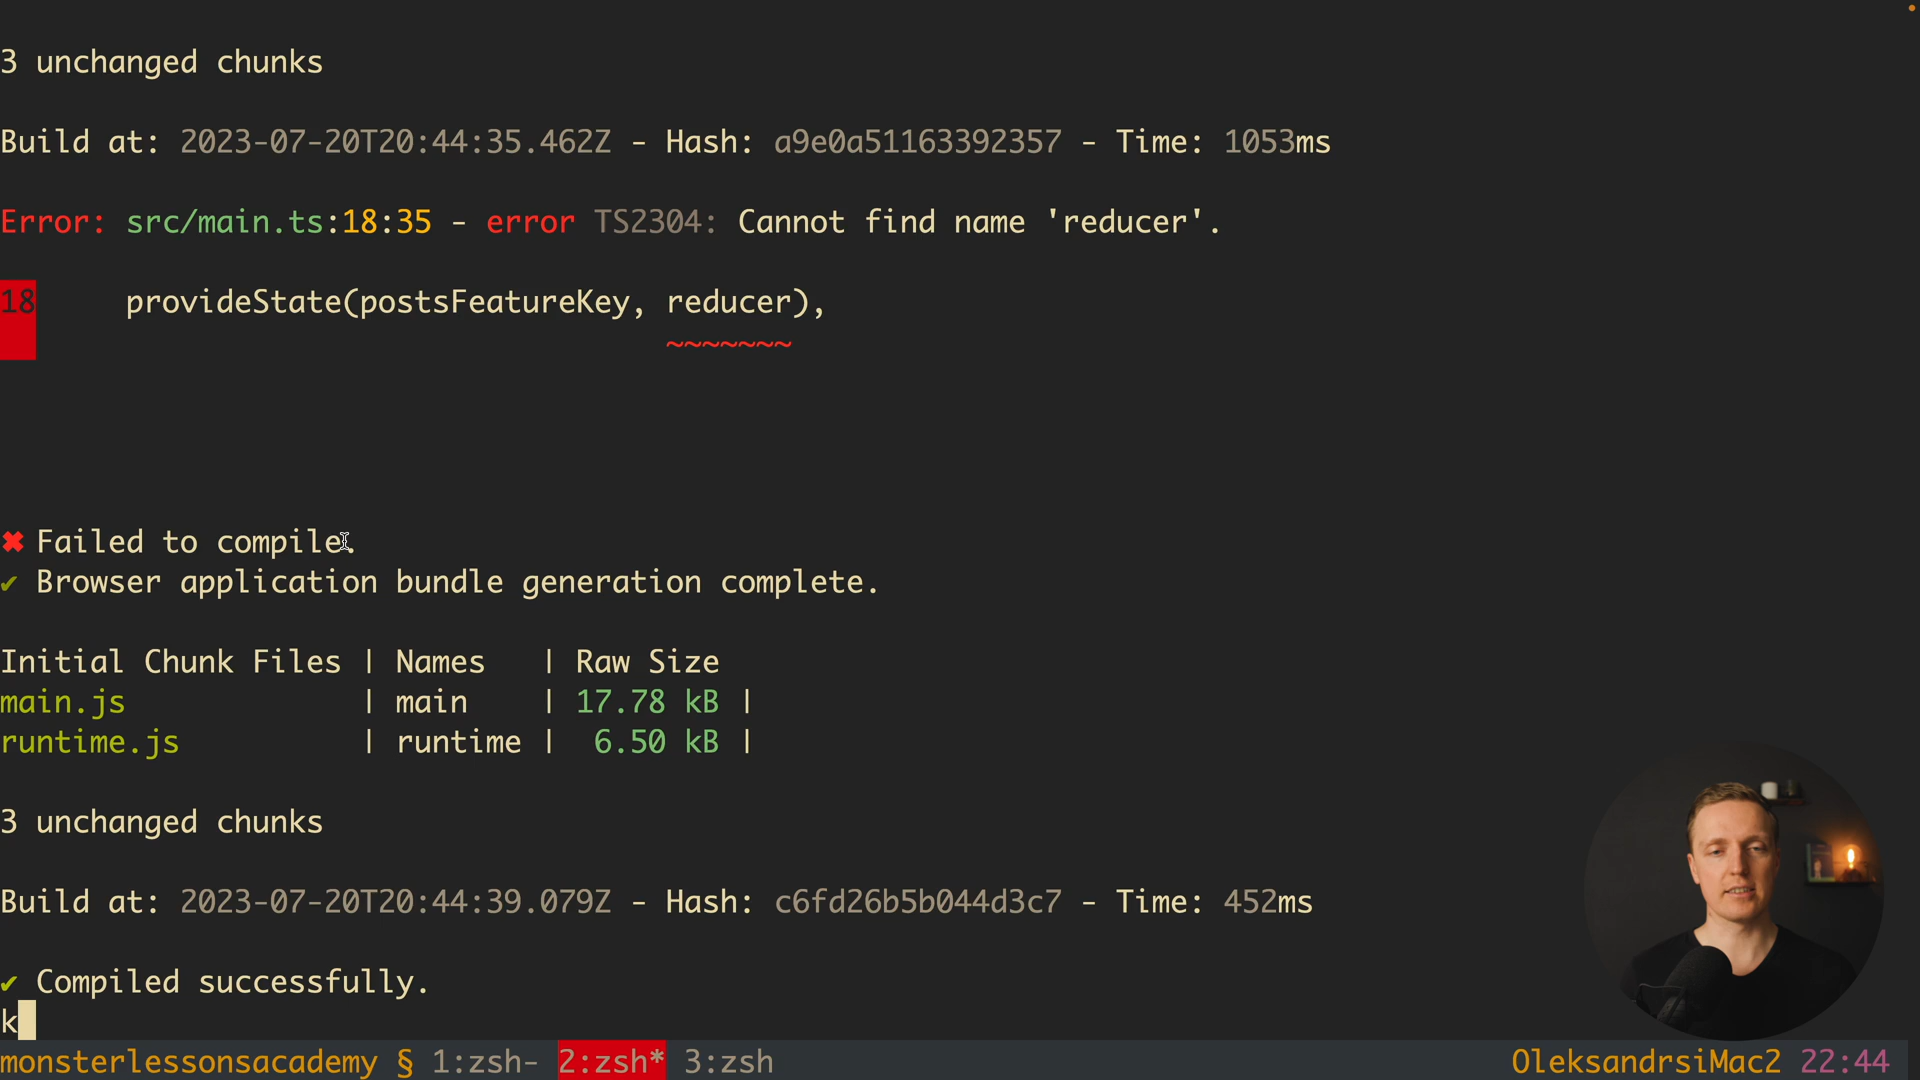 3 unchanged chunks
Build at: 2023-07-20T20:44:35.462Z - Hash: a9e0a51163392357 - Time: 1053ms
Error: src/main.ts:18:35 - error TS2304: Cannot find name 'reducer'.
18     provideState(postsFeatureKey, reducer),
~~~~~~~
✖ Failed to compile.
✔ Browser application bundle generation complete.
Initial Chunk Files | Names   | Raw Size
main.js             | main    | 17.78 kB |
runtime.js          | runtime |  6.50 kB |
3 unchanged chunks
Build at: 2023-07-20T20:44:39.079Z - Hash: c6fd26b5b044d3c7 - Time: 452ms
✔ Compiled successfully.
k
monsterlessonsacademy § 1:zsh- 2:zsh* 3:zsh OleksandrsiMac2 22:44